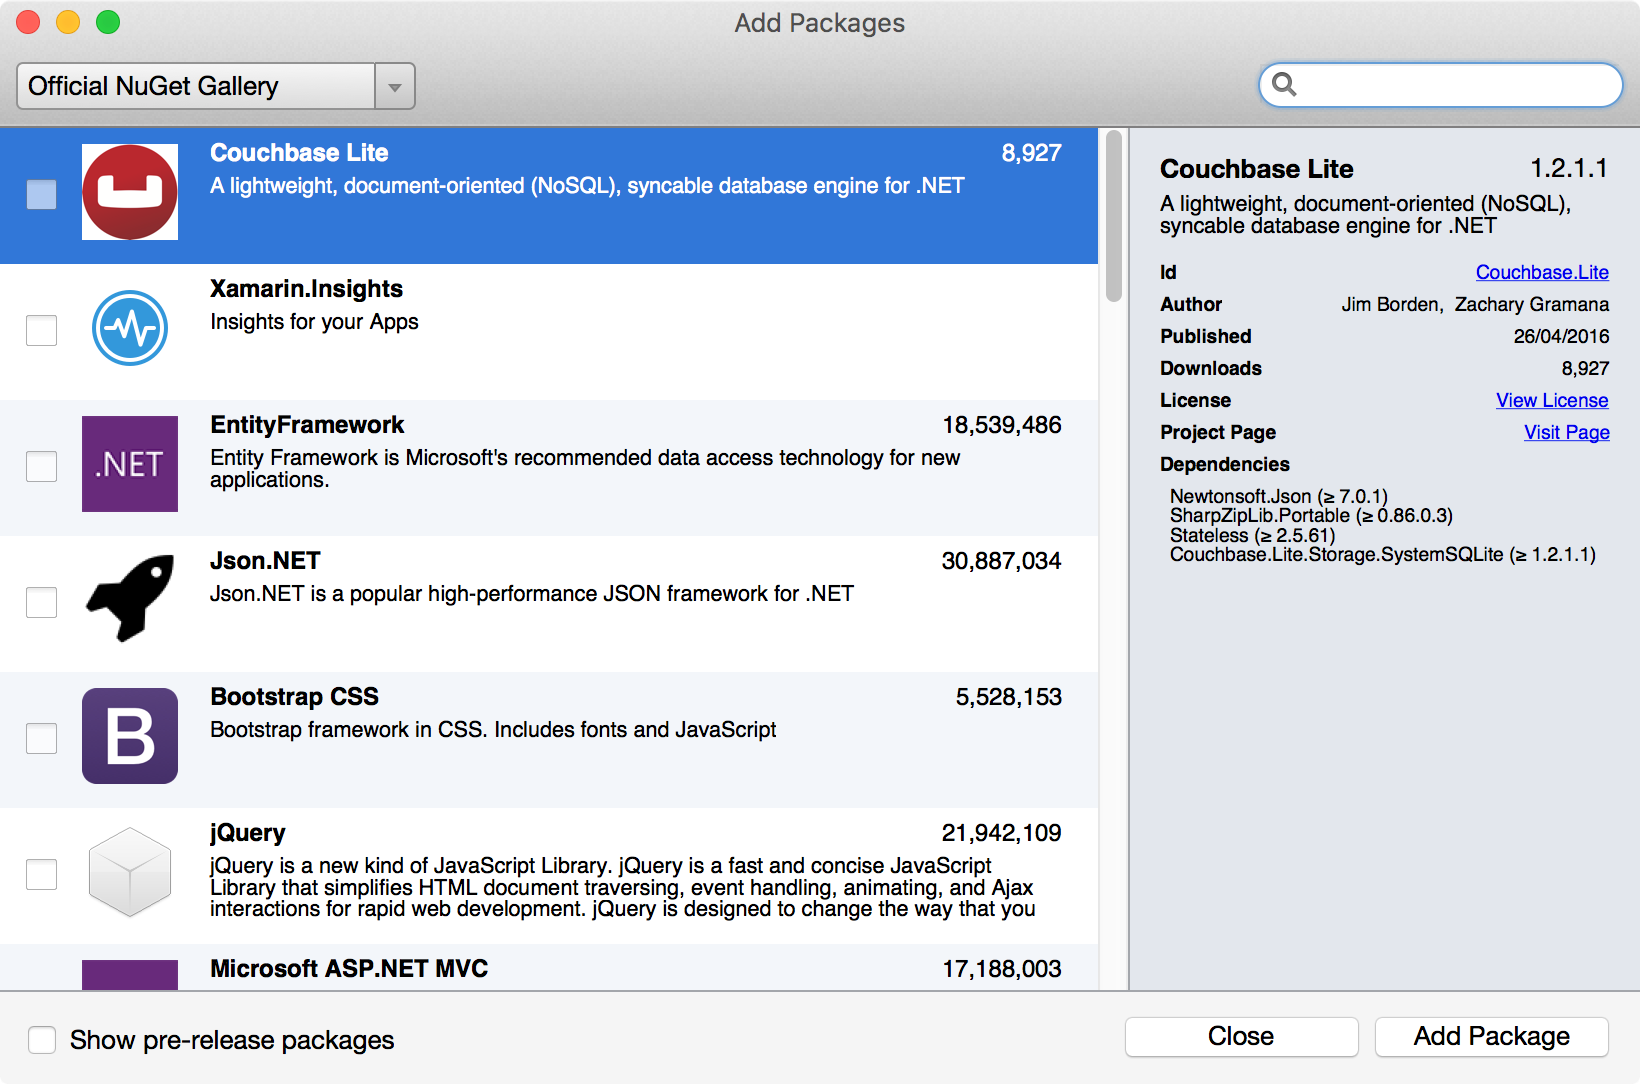 Add Packages
Official NuGet Gallery
Couchbase Lite 8,927
A lightweight, document-oriented (NoSQL), syncable database engine for .NET
Xamarin.Insights
Insights for your Apps
.NET
EntityFramework 18,539,486
Entity Framework is Microsoft's recommended data access technology for new
applications.
Json.NET 30,887,034
Json.NET is a popular high-performance JSON framework for .NET
B
Bootstrap CSS 5,528,153
Bootstrap framework in CSS. Includes fonts and JavaScript
jQuery 21,942,109
jQuery is a new kind of JavaScript Library. jQuery is a fast and concise JavaScript
Library that simplifies HTML document traversing, event handling, animating, and Ajax
interactions for rapid web development. jQuery is designed to change the way that you
Microsoft ASP.NET MVC 17,188,003
Couchbase Lite 1.2.1.1
A lightweight, document-oriented (NoSQL),
syncable database engine for .NET
Id Couchbase.Lite
Author Jim Borden, Zachary Gramana
Published 26/04/2016
Downloads 8,927
License View License
Project Page Visit Page
Dependencies
Newtonsoft.Json (≥ 7.0.1)
SharpZipLib.Portable (≥ 0.86.0.3)
Stateless (≥ 2.5.61)
Couchbase.Lite.Storage.SystemSQLite (≥ 1.2.1.1)
Show pre-release packages
Close
Add Package